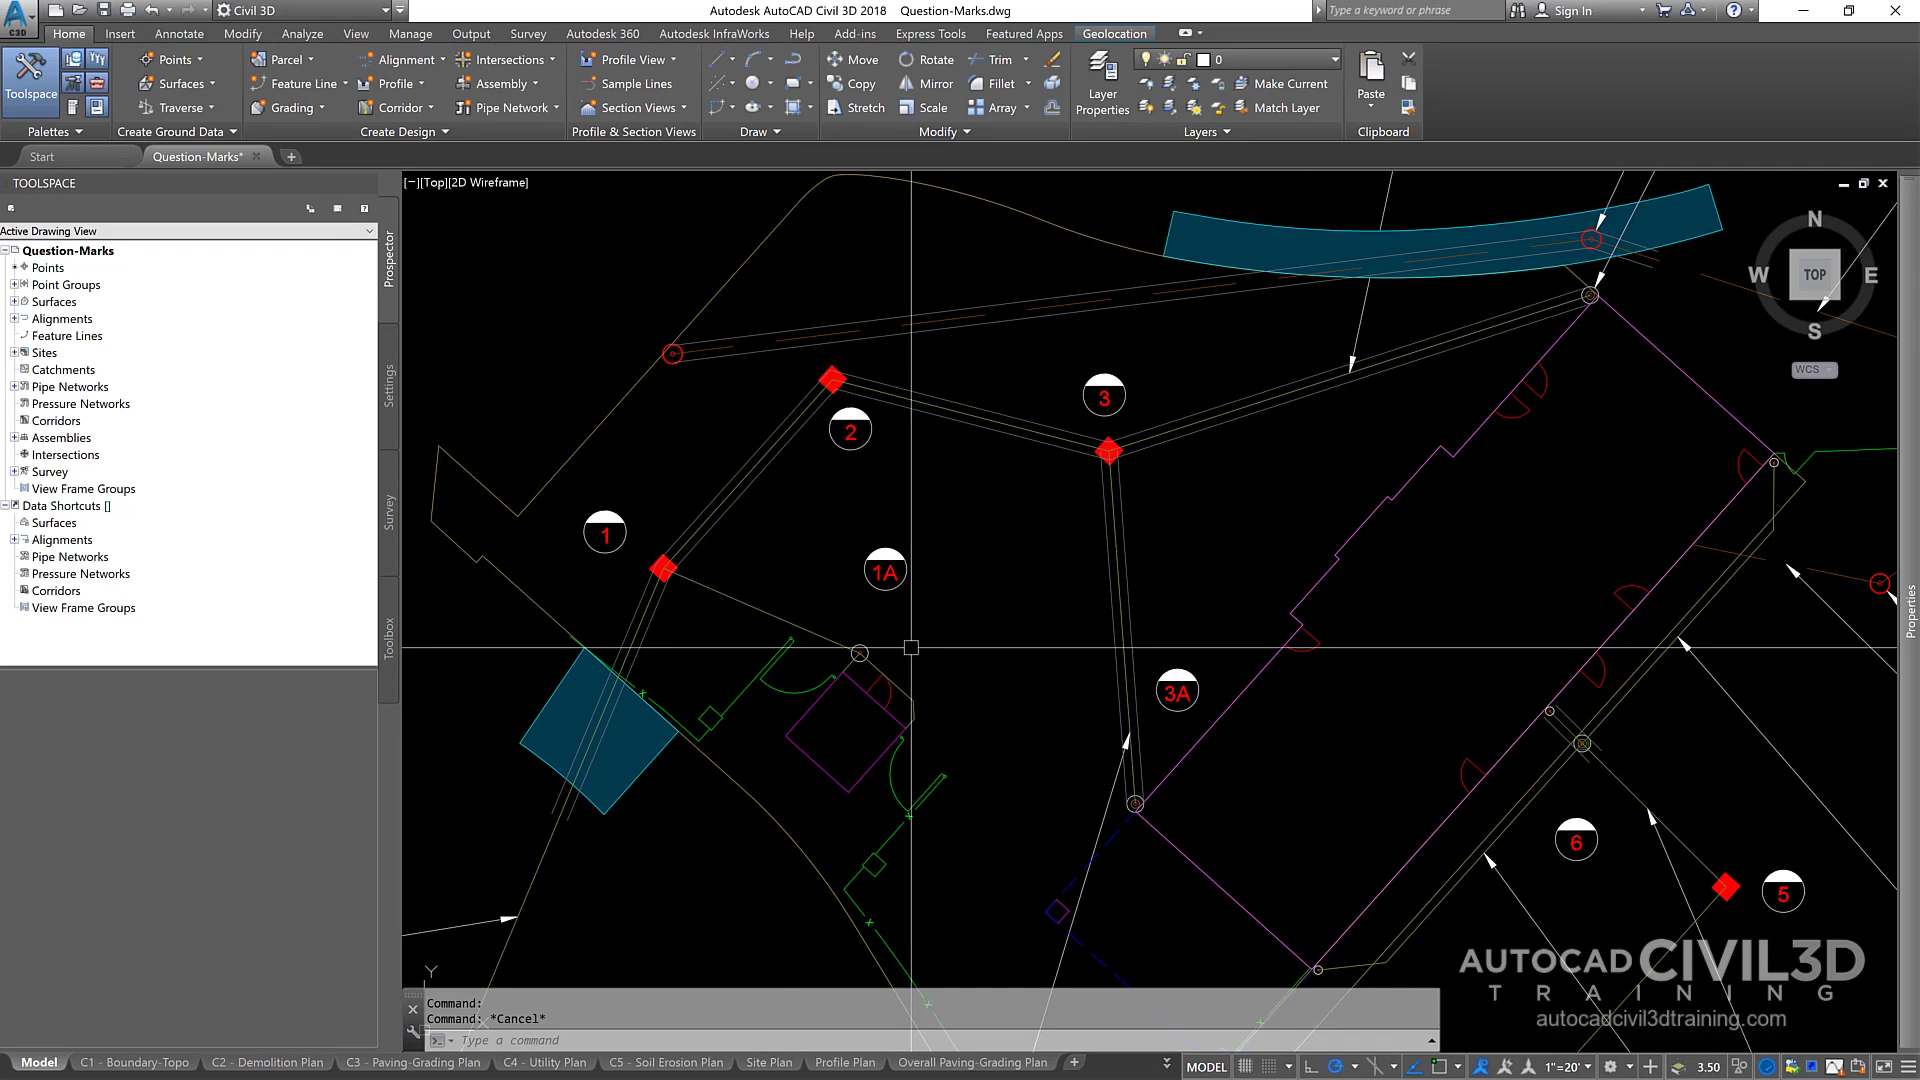 Civil 3D
Autodesk AutoCAD Civil 3D 2018 Question-Marks.dwg
Type a keyword or phrase
Sign In
C3D
Home Insert Annotate Modify Analyze View Manage Output Survey Autodesk 360 Autodesk InfraWorks Help Add-ins Express Tools Featured Apps Geolocation
Toolspace
Points
Surfaces
Traverse
Parcel
Feature Line
Grading
Alignment
Profile
Corridor
Intersections
Assembly
Pipe Network
Profile View
Sample Lines
Section Views
Move
Copy
Stretch
Rotate
Mirror
Scale
Trim
Fillet
Array
Layer
Properties
0
Make Current
Match Layer
Paste
Palettes
Create Ground Data
Create Design
Profile & Section Views
Draw
Modify
Layers
Clipboard
Start
Question-Marks*
TOOLSPACE
Active Drawing View
Question-Marks
Points
Point Groups
Surfaces
Alignments
Feature Lines
Sites
Catchments
Pipe Networks
Pressure Networks
Corridors
Assemblies
Intersections
Survey
View Frame Groups
Data Shortcuts []
Surfaces
Alignments
Pipe Networks
Pressure Networks
Corridors
View Frame Groups
Prospector
Settings
Survey
Toolbox
[−][Top][2D Wireframe]
N
W
TOP
E
S
WCS
Properties
3
2
1
1A
3A
6
5
Y
AUTOCAD CIVIL3D
TRAINING
autocadcivil3dtraining.com
Command:
Command: *Cancel*
Type a command
Model C1 - Boundary-Topo C2 - Demolition Plan C3 - Paving-Grading Plan C4 - Utility Plan C5 - Soil Erosion Plan Site Plan Profile Plan Overall Paving-Grading Plan
MODEL
1"=20'
3.50